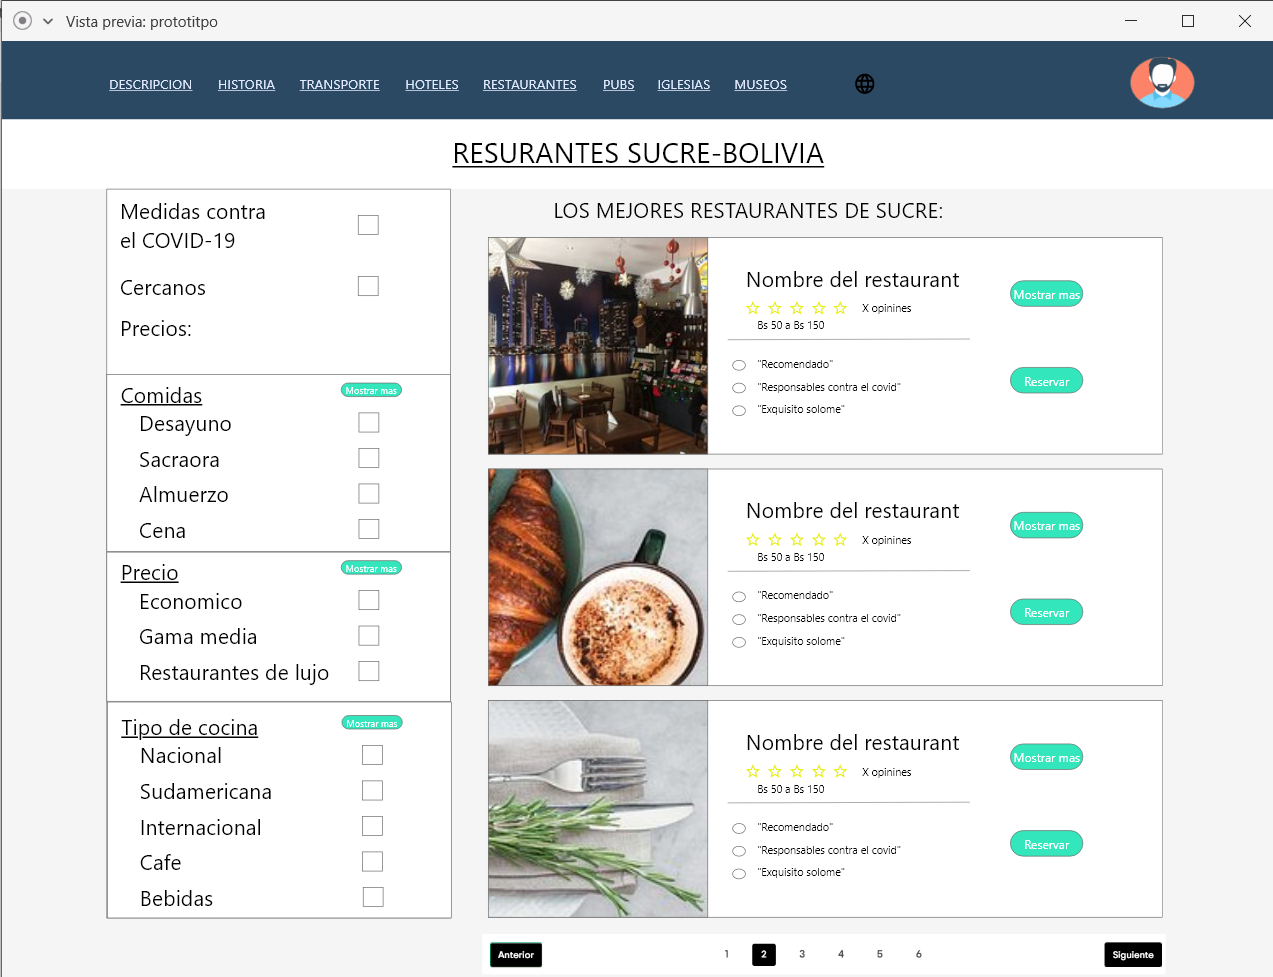 Vista previa: prototitpo
DESCRIPCION HISTORIA TRANSPORTE HOTELES RESTAURANTES PUBS IGLESIAS MUSEOS
RESURANTES SUCRE-BOLIVIA
Medidas contra
el COVID-19
Cercanos
Precios:
Comidas Mostrar mas
Desayuno
Sacraora
Almuerzo
Cena
Precio Mostrar mas
Economico
Gama media
Restaurantes de lujo
Tipo de cocina Mostrar mas
Nacional
Sudamericana
Internacional
Cafe
Bebidas
LOS MEJORES RESTAURANTES DE SUCRE:
Nombre del restaurant
Mostrar mas
X opinines
Bs 50 a Bs 150
"Recomendado"
"Responsables contra el covid"
Reservar
"Exquisito solome"
Nombre del restaurant
Mostrar mas
X opinines
Bs 50 a Bs 150
"Recomendado"
"Responsables contra el covid"
Reservar
"Exquisito solome"
Nombre del restaurant
Mostrar mas
X opinines
Bs 50 a Bs 150
"Recomendado"
"Responsables contra el covid"
Reservar
"Exquisito solome"
Anterior 1 2 3 4 5 6 Siguiente